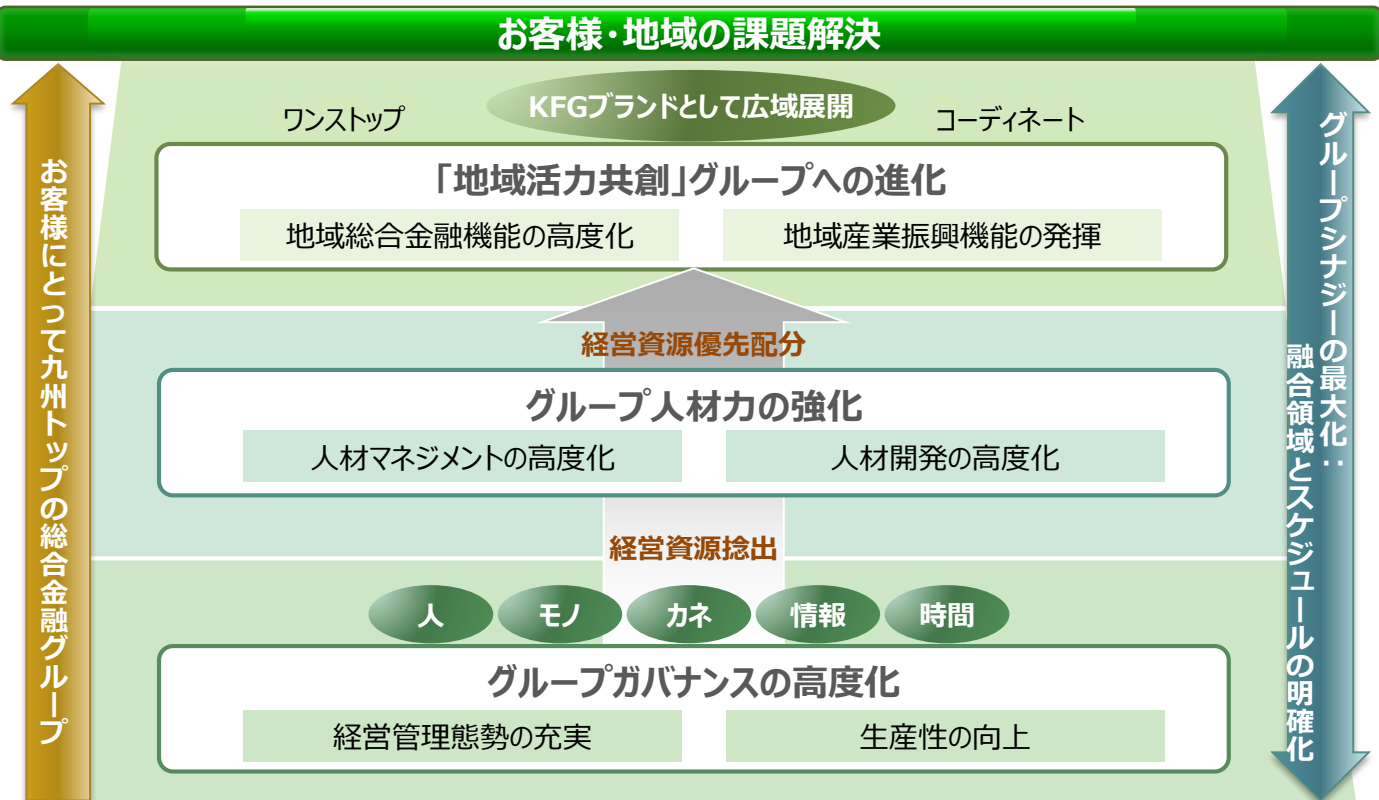 お客様・地域の課題解決
KFGブランドとして広域展開
ワンストップ
コーディネート
「地域活力共創」グループへの進化
地域総合金融機能の高度化
地域産業振興機能の発揮
経営資源優先配分
グループ人材力の強化
人材マネジメントの高度化
人材開発の高度化
経営資源捻出
人
モノ
カネ
情報
時間
グループガバナンスの高度化
経営管理態勢の充実
生産性の向上
お客様にとって九州トップの総合金融グループ
グループシナジーの最大化：
融合領域とスケジュールの明確化